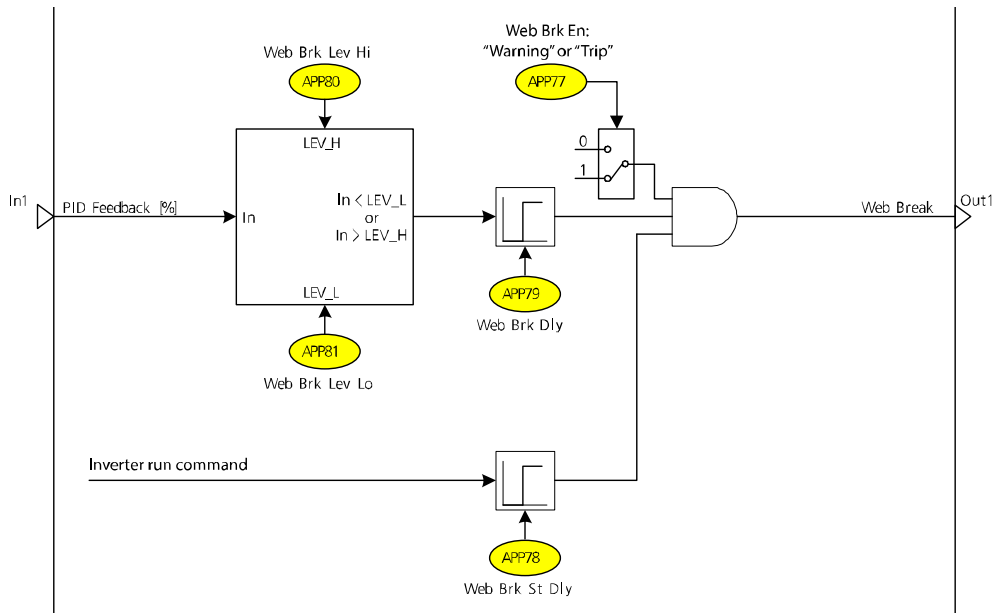 Web Brk En:
"Warning" or "Trip"
Web Brk Lev Hi
APP80
APP77
LEV_H
0
1
In1
PID Feedback [%]
In
In < LEV_L
or
In > LEV_H
Web Break
Out1
LEV_L
APP79
Web Brk Dly
APP81
Web Brk Lev Lo
Inverter run command
APP78
Web Brk St Dly